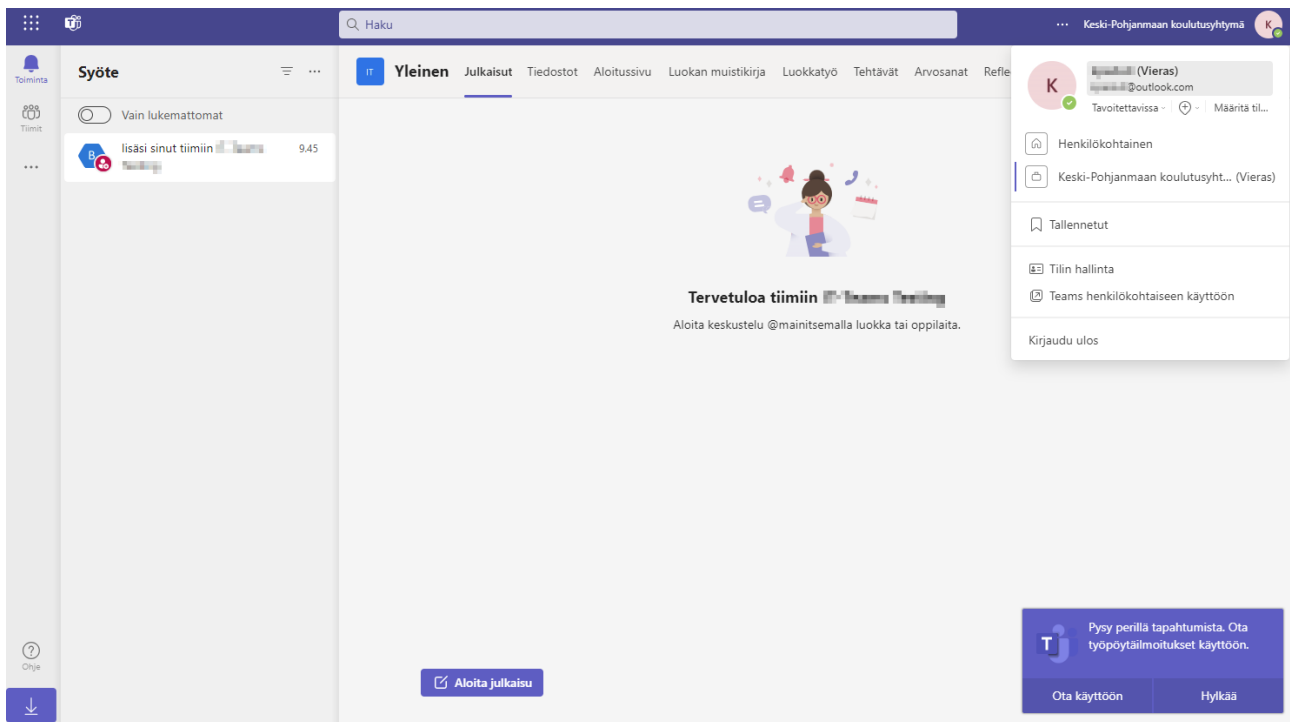 Haku
Keski-Pohjanmaan koulutusyhtymä
K
Toiminta
Tiimit
Ohje
Syöte
Vain lukemattomat
B
lisäsi sinut tiimiin
9.45
IT
Yleinen
Julkaisut
Tiedostot
Aloitussivu
Luokan muistikirja
Luokkatyö
Tehtävät
Arvosanat
Refle
Tervetuloa tiimiin
Aloita keskustelu @mainitsemalla luokka tai oppilaita.
Aloita julkaisu
K
(Vieras)
@outlook.com
Tavoitettavissa
Määritä til...
Henkilökohtainen
Keski-Pohjanmaan koulutusyht... (Vieras)
Tallennetut
Tilin hallinta
Teams henkilökohtaiseen käyttöön
Kirjaudu ulos
T
Pysy perillä tapahtumista. Ota
työpöytäilmoitukset käyttöön.
Ota käyttöön
Hylkää